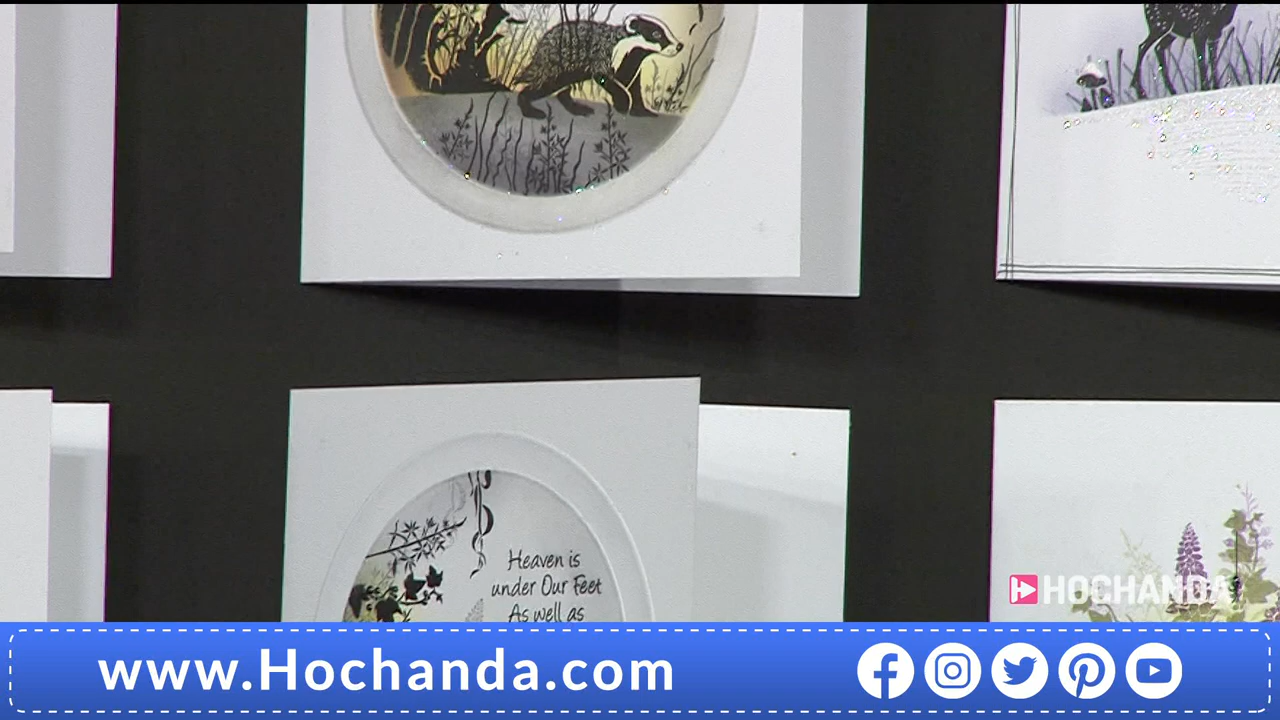 Heaven is
under Our Feet
As well as
HOCHANDA
www.Hochanda.com